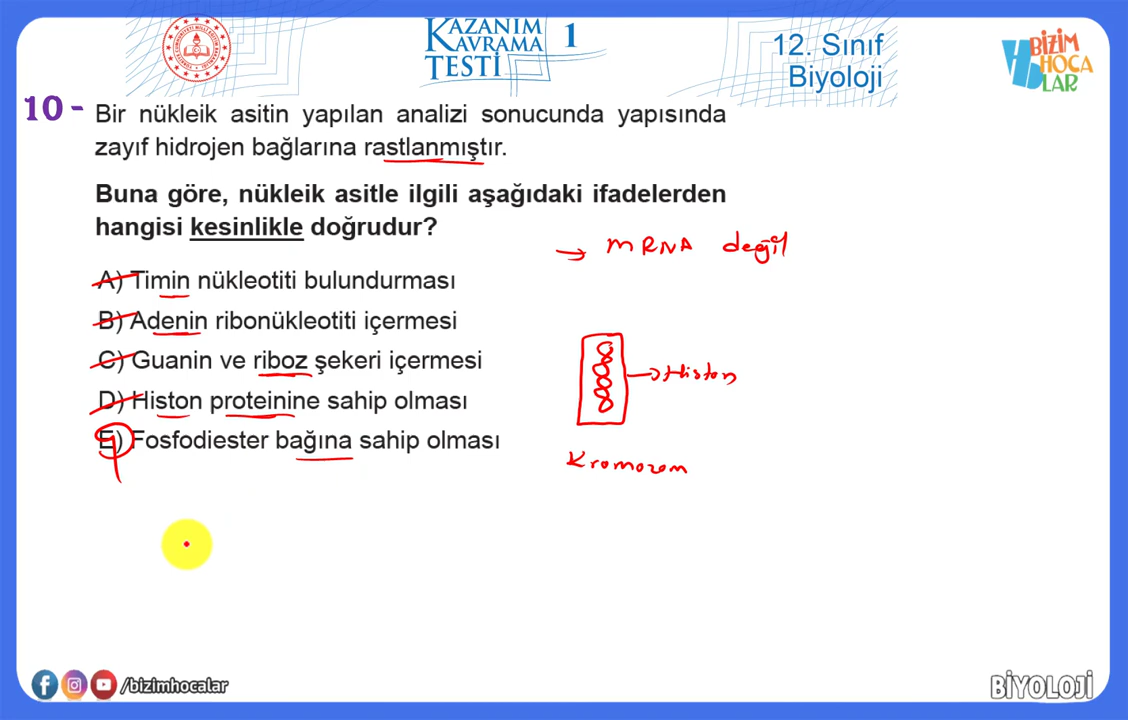 KAZANIM
KAVRAMA
TESTİ
1
12. Sınıf
Biyoloji
BİZİM
HOCA
LAR
10-
Bir nükleik asitin yapılan analizi sonucunda yapısında
zayıf hidrojen bağlarına rastlanmıştır.
Buna göre, nükleik asitle ilgili aşağıdaki ifadelerden
hangisi kesinlikle doğrudur?
→ mRNA değil
A) Timin nükleotiti bulundurması
B) Adenin ribonükleotiti içermesi
C) Guanin ve riboz şekeri içermesi
Histon
D) Histon proteinine sahip olması
E) Fosfodiester bağına sahip olması
Kromozom
/bizimhocalar
BİYOLOJİ